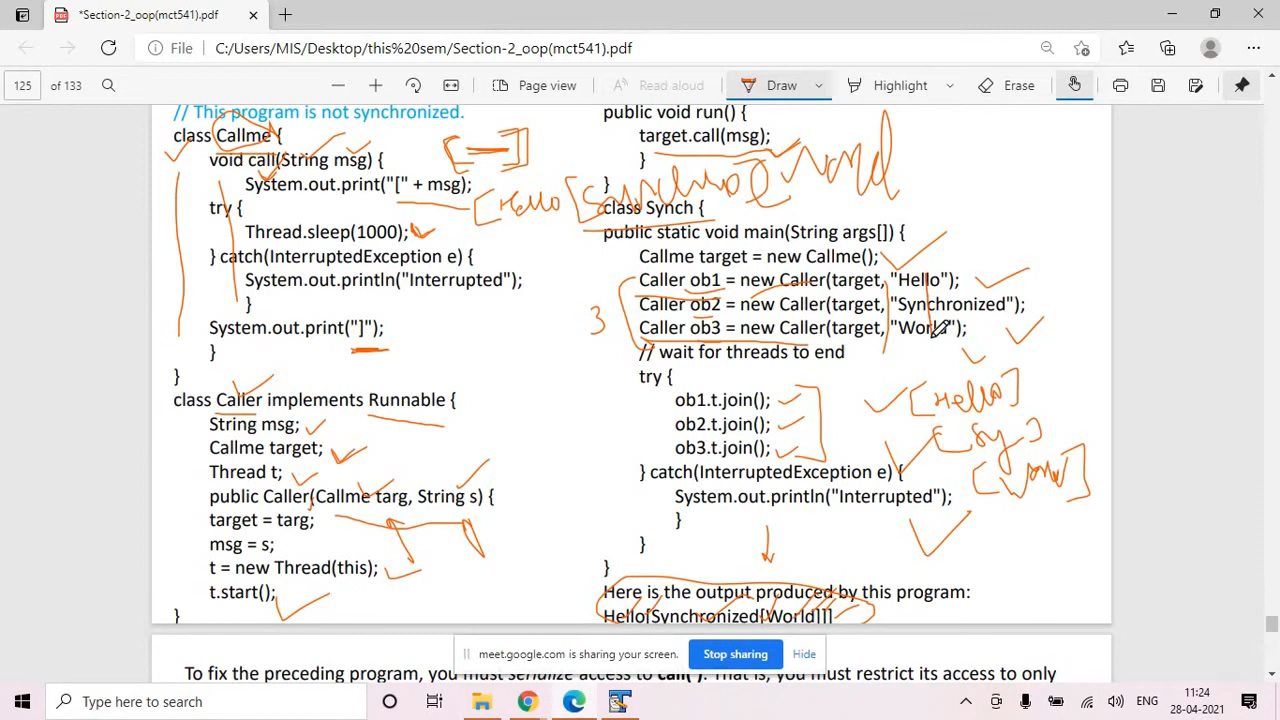 *Section-2_oop(mct541).pdf
File
C:/Users/MIS/Desktop/this%20sem/Section-2_oop(mct541).pdf
125 of 133
Page view
Read aloud
Draw
Highlight
Erase
// This program is not synchronized.
class Callme {
void call(String msg) {
System.out.print("[" + msg);
try {
Thread.sleep(1000);
} catch(InterruptedException e) {
System.out.println("Interrupted");
}
System.out.print("]");
}
}
class Caller implements Runnable {
String msg;
Callme target;
Thread t;
public Caller(Callme targ, String s) {
target = targ;
msg = s;
t = new Thread(this);
t.start();
}
[ ]
[Hello [Synchro World
public void run() {
target.call(msg);
}
}
class Synch {
public static void main(String args[]) {
Callme target = new Callme();
Caller ob1 = new Caller(target, "Hello");
Caller ob2 = new Caller(target, "Synchronized");
Caller ob3 = new Caller(target, "World");
3
// wait for threads to end
try {
ob1.t.join();
ob2.t.join();
ob3.t.join();
} catch(InterruptedException e) {
System.out.println("Interrupted");
}
}
}
[Hello]
[Sy]
[World]
Here is the output produced by this program:
Hello[Synchronized[World]]]
To fix the preceding program, you must serialize access to call( ). That is, you must restrict its access to only
meet.google.com is sharing your screen.
Stop sharing
Hide
Type here to search
ENG
11:24
28-04-2021